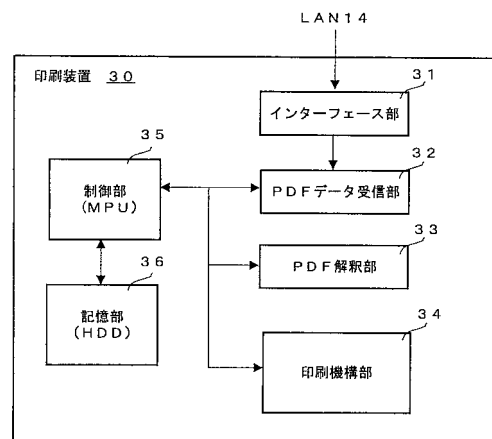 LAN14
印刷装置 30
31
インターフェース部
35
32
制御部
(MPU)
PDFデータ受信部
33
36
PDF解釈部
記憶部
(HDD)
34
印刷機構部